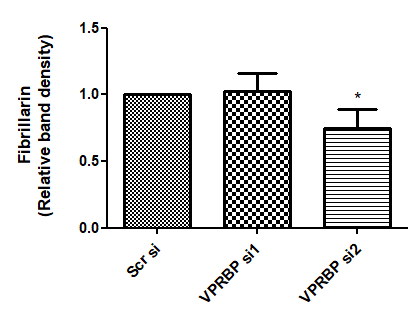 Fibrillarin
(Relative band density)
1.5
1.0
0.5
0.0
*
Scr si
VPRBP si1
VPRBP si2